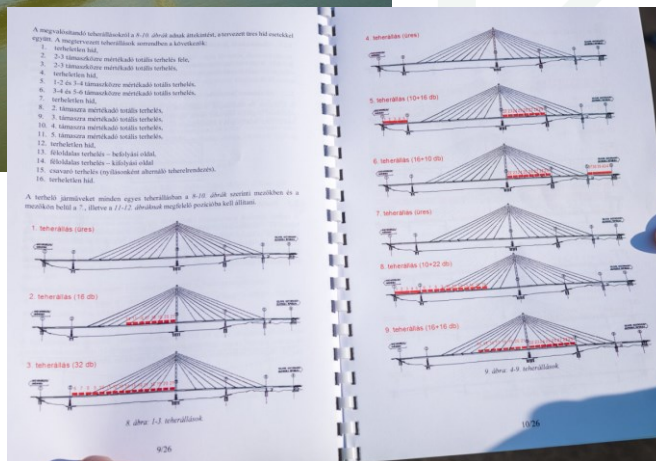 A megvalósítandó teherállásokról a 8-10. ábrák adnak áttekintést, a tervezett üres híd esetekkel
együtt. A megtervezett teherállások sorrendben a következők:
1. terheletlen híd,
2. 2-3 támaszközre mértékadó totális terhelés fele,
3. 2-3 támaszközre mértékadó totális terhelés,
4. terheletlen híd,
5. 1-2 és 3-4 támaszközre mértékadó totális terhelés,
6. 3-4 és 5-6 támaszközre mértékadó totális terhelés,
7. terheletlen híd,
8. 2. támaszra mértékadó totális terhelés,
9. 3. támaszra mértékadó totális terhelés,
10. 4. támaszra mértékadó totális terhelés,
11. 5. támaszra mértékadó totális terhelés,
12. terheletlen híd,
13. féloldalas terhelés – befolyási oldal,
14. féloldalas terhelés – kifolyási oldal
15. csavaró terhelés (nyílásonként alternáló teherelrendezés),
16. terheletlen híd.
A terhelő járműveket minden egyes teherállásban a 8-10. ábrák szerinti mezőkben és a
mezőkön belül a 7., illetve a 11-12. ábráknak megfelelő pozícióba kell állítani.
1. teherállás (üres)
2. teherállás (16 db)
3. teherállás (32 db)
8. ábra: 1-3. teherállások
9/26
4. teherállás (üres)
5. teherállás (10+16 db)
6. teherállás (16+10 db)
7. teherállás (üres)
8. teherállás (10+22 db)
9. teherállás (16+16 db)
9. ábra: 4-9. teherállások
10/26